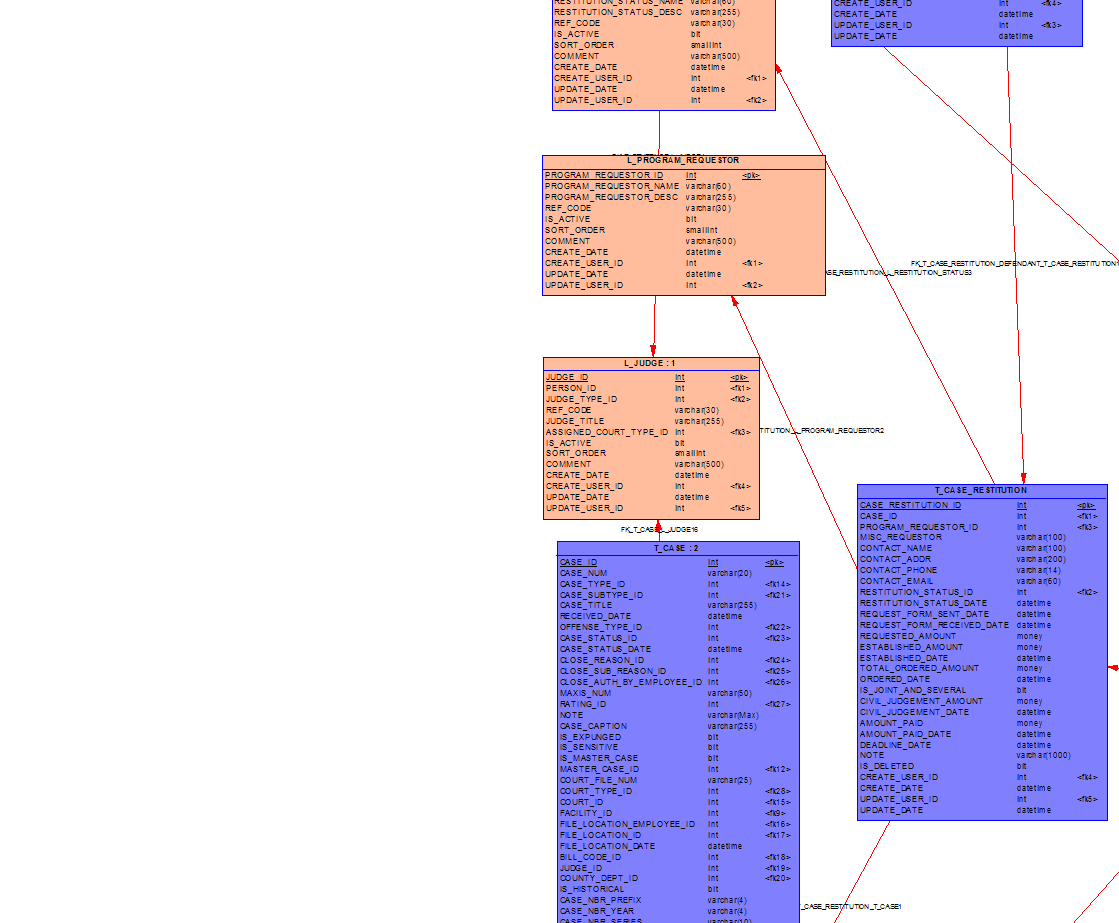 RESTITUTION_STATUS_NAME varchar(60)
RESTITUTION_STATUS_DESC varchar(255)
REF_CODE varchar(30)
IS_ACTIVE bit
SORT_ORDER smallint
COMMENT varchar(500)
CREATE_DATE datetime
CREATE_USER_ID int <fk1>
UPDATE_DATE datetime
UPDATE_USER_ID int <fk2>
CREATE_USER_ID int <fk4>
CREATE_DATE datetime
UPDATE_USER_ID int <fk3>
UPDATE_DATE datetime
L_PROGRAM_REQUESTOR
PROGRAM_REQUESTOR_ID int <pk>
PROGRAM_REQUESTOR_NAME varchar(60)
PROGRAM_REQUESTOR_DESC varchar(255)
REF_CODE varchar(30)
IS_ACTIVE bit
SORT_ORDER smallint
COMMENT varchar(500)
CREATE_DATE datetime
CREATE_USER_ID int <fk1>
UPDATE_DATE datetime
UPDATE_USER_ID int <fk2>
FK_T_CASE_RESTITUTION_DEFENDANT_T_CASE_RESTITUTION1
ASE_RESTITUTION_L_RESTITUTION_STATUS3
L_JUDGE : 1
JUDGE_ID int <pk>
PERSON_ID int <fk1>
JUDGE_TYPE_ID int <fk2>
REF_CODE varchar(30)
JUDGE_TITLE varchar(255)
ASSIGNED_COURT_TYPE_ID int <fk3>
IS_ACTIVE bit
SORT_ORDER smallint
COMMENT varchar(500)
CREATE_DATE datetime
CREATE_USER_ID int <fk4>
UPDATE_DATE datetime
UPDATE_USER_ID int <fk5>
TITUTION_L_PROGRAM_REQUESTOR2
FK_T_CASE_L_JUDGE16
T_CASE : 2
CASE_ID int <pk>
CASE_NUM varchar(20)
CASE_TYPE_ID int <fk14>
CASE_SUBTYPE_ID int <fk21>
CASE_TITLE varchar(255)
RECEIVED_DATE datetime
OFFENSE_TYPE_ID int <fk22>
CASE_STATUS_ID int <fk23>
CASE_STATUS_DATE datetime
CLOSE_REASON_ID int <fk24>
CLOSE_SUB_REASON_ID int <fk25>
CLOSE_AUTH_BY_EMPLOYEE_ID int <fk26>
MAXIS_NUM varchar(50)
RATING_ID int <fk27>
NOTE varchar(Max)
CASE_CAPTION varchar(255)
IS_EXPUNGED bit
IS_SENSITIVE bit
IS_MASTER_CASE bit
MASTER_CASE_ID int <fk12>
COURT_FILE_NUM varchar(25)
COURT_TYPE_ID int <fk28>
COURT_ID int <fk15>
FACILITY_ID int <fk9>
FILE_LOCATION_EMPLOYEE_ID int <fk16>
FILE_LOCATION_ID int <fk17>
FILE_LOCATION_DATE datetime
BILL_CODE_ID int <fk18>
JUDGE_ID int <fk19>
COUNTY_DEPT_ID int <fk20>
IS_HISTORICAL bit
CASE_NBR_PREFIX varchar(4)
CASE_NBR_YEAR varchar(4)
CASE_NBR_SERIES varchar(10)
T_CASE_RESTITUTION
CASE_RESTITUTION_ID int <pk>
CASE_ID int <fk1>
PROGRAM_REQUESTOR_ID int <fk3>
MISC_REQUESTOR varchar(100)
CONTACT_NAME varchar(100)
CONTACT_ADDR varchar(200)
CONTACT_PHONE varchar(14)
CONTACT_EMAIL varchar(60)
RESTITUTION_STATUS_ID int <fk2>
RESTITUTION_STATUS_DATE datetime
REQUEST_FORM_SENT_DATE datetime
REQUEST_FORM_RECEIVED_DATE datetime
REQUESTED_AMOUNT money
ESTABLISHED_AMOUNT money
ESTABLISHED_DATE datetime
TOTAL_ORDERED_AMOUNT money
ORDERED_DATE datetime
IS_JOINT_AND_SEVERAL bit
CIVIL_JUDGEMENT_AMOUNT money
CIVIL_JUDGEMENT_DATE datetime
AMOUNT_PAID money
AMOUNT_PAID_DATE datetime
DEADLINE_DATE datetime
NOTE varchar(1000)
IS_DELETED bit
CREATE_USER_ID int <fk4>
CREATE_DATE datetime
UPDATE_USER_ID int <fk5>
UPDATE_DATE datetime
T_CASE_RESTITUTION_T_CASE1